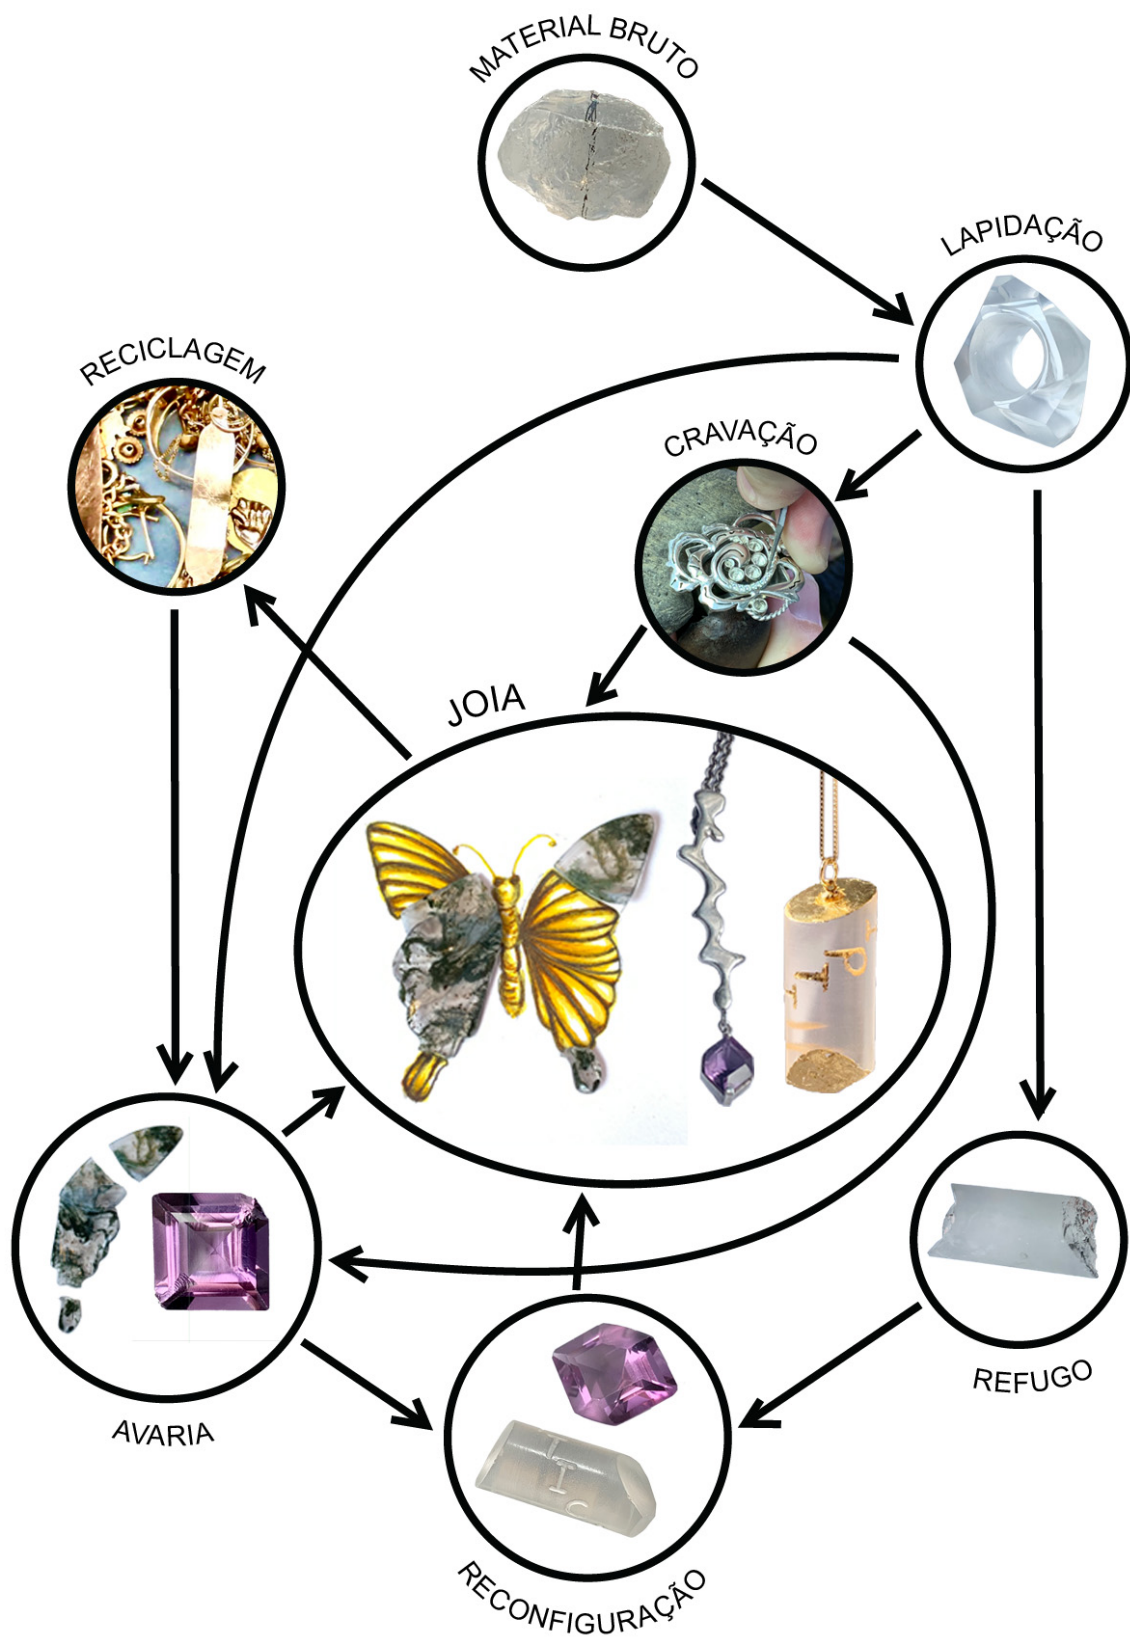 MATERIAL BRUTO
LAPIDAÇÃO
RECICLAGEM
CRAVAÇÃO
JOIA
AVARIA
REFUGO
RECONFIGURAÇÃO